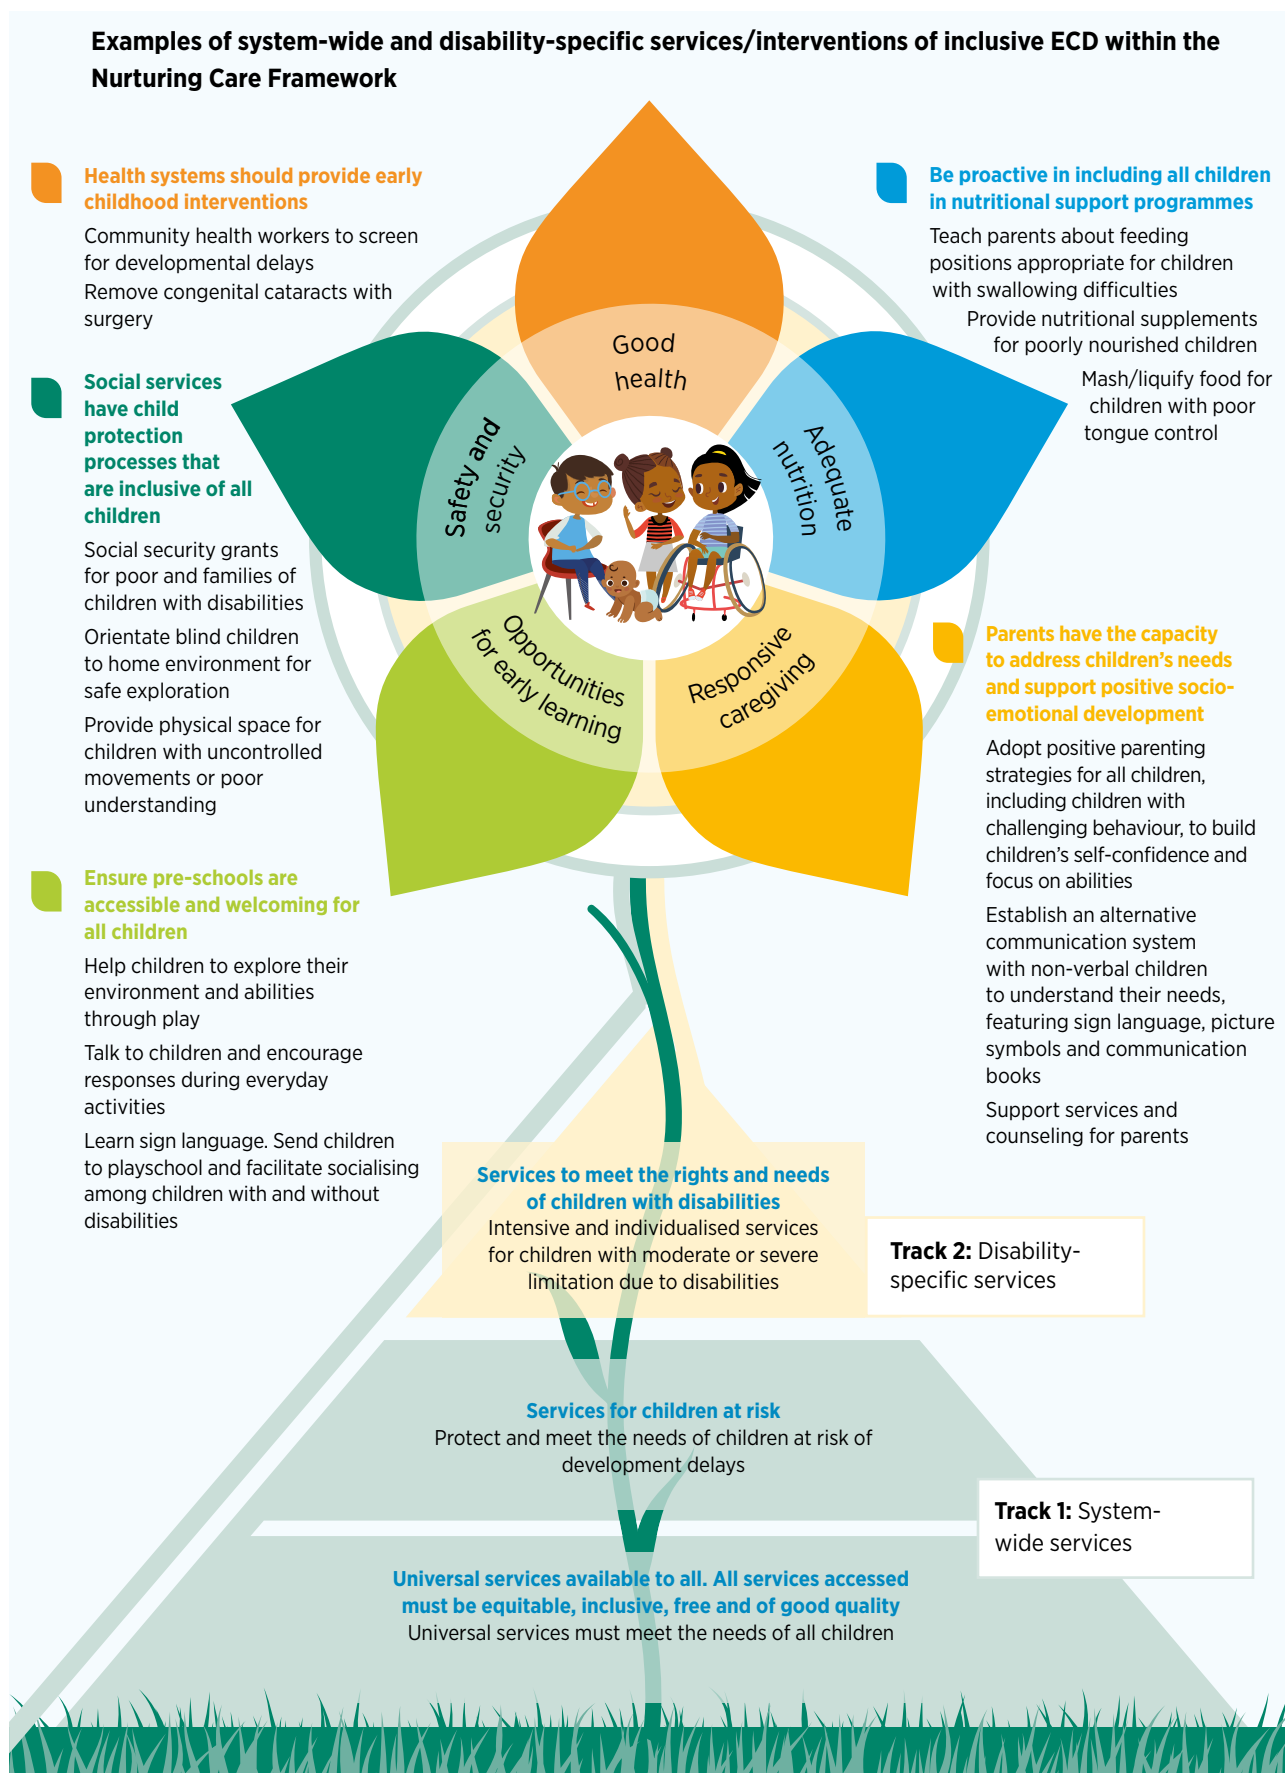 Examples of system-wide and disability-specific services/interventions of inclusive ECD within the
Nurturing Care Framework
Health systems should provide early
childhood interventions
Community health workers to screen
for developmental delays
Remove congenital cataracts with
surgery
Social services
have child
protection
processes that
are inclusive of all
children
Social security grants
for poor and families of
children with disabilities
Orientate blind children
to home environment for
safe exploration
Provide physical space for
children with uncontrolled
movements or poor
understanding
Ensure pre-schools are
accessible and welcoming for
all children
Help children to explore their
environment and abilities
through play
Talk to children and encourage
responses during everyday
activities
Learn sign language. Send children
to playschool and facilitate socialising
among children with and without
disabilities
Good
health
Safety and
security
Adequate
nutrition
Opportunities
for early learning
Responsive
caregiving
Be proactive in including all children
in nutritional support programmes
Teach parents about feeding
positions appropriate for children
with swallowing difficulties
Provide nutritional supplements
for poorly nourished children
Mash/liquify food for
children with poor
tongue control
Parents have the capacity
to address children’s needs
and support positive socio-
emotional development
Adopt positive parenting
strategies for all children,
including children with
challenging behaviour, to build
children’s self-confidence and
focus on abilities
Establish an alternative
communication system
with non-verbal children
to understand their needs,
featuring sign language, picture
symbols and communication
books
Support services and
counseling for parents
Services to meet the rights and needs
of children with disabilities
Intensive and individualised services
for children with moderate or severe
limitation due to disabilities
Track 2: Disability-
specific services
Services for children at risk
Protect and meet the needs of children at risk of
development delays
Track 1: System-
wide services
Universal services available to all. All services accessed
must be equitable, inclusive, free and of good quality
Universal services must meet the needs of all children